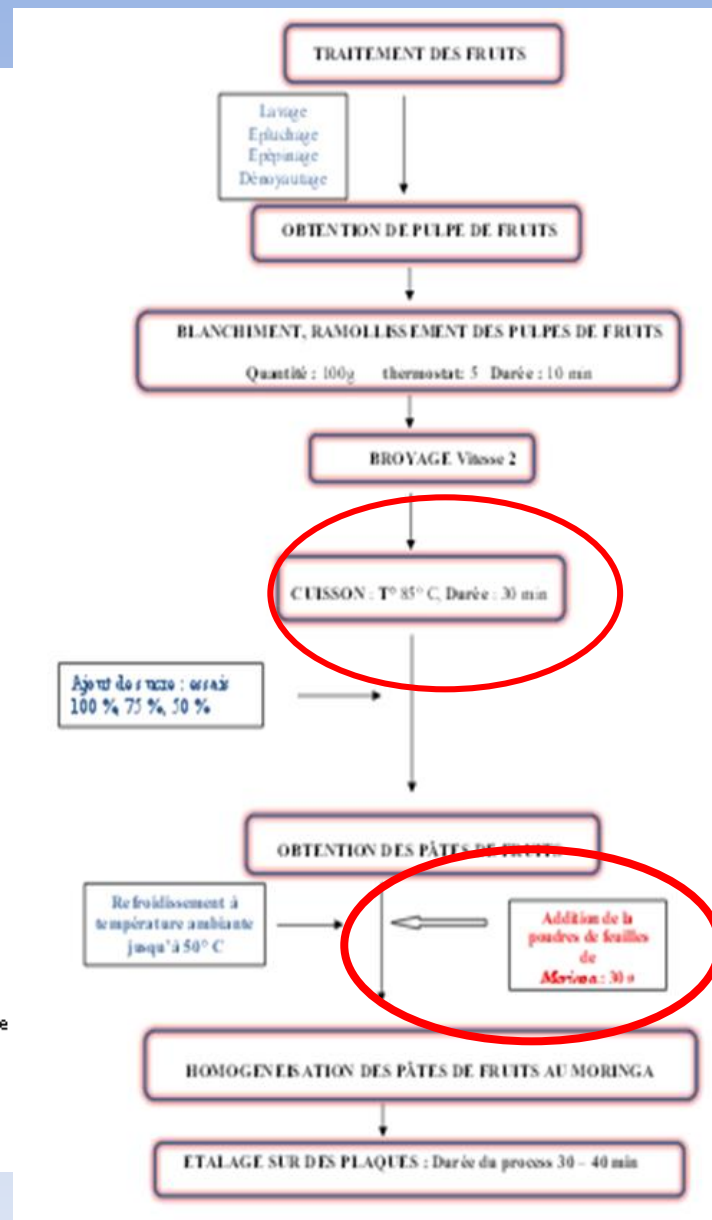 TRAITEMENT DES FRUITS
Lavage
Epluchage
Epépinage
Dénoyautage
OBTENTION DE PULPE DE FRUITS
BLANCHIMENT, RAMOLLISSEMENT DES PULPES DE FRUITS
Quantité : 100g thermostat: 5 Durée : 10 min
BROYAGE Vitesse 2
CUISSON : T° 85° C, Durée : 30 min
Ajout de sucre : essais
100 %, 75 %, 50 %
OBTENTION DES PÂTES DE FRUITS
Refroidissement à
température ambiante
jusqu'à 50° C
Addition de la
poudres de feuilles
de
Moringa : 30 g
e
HOMOGENEISATION DES PÂTES DE FRUITS AU MORINGA
ETALAGE SUR DES PLAQUES : Durée du process 30 – 40 min